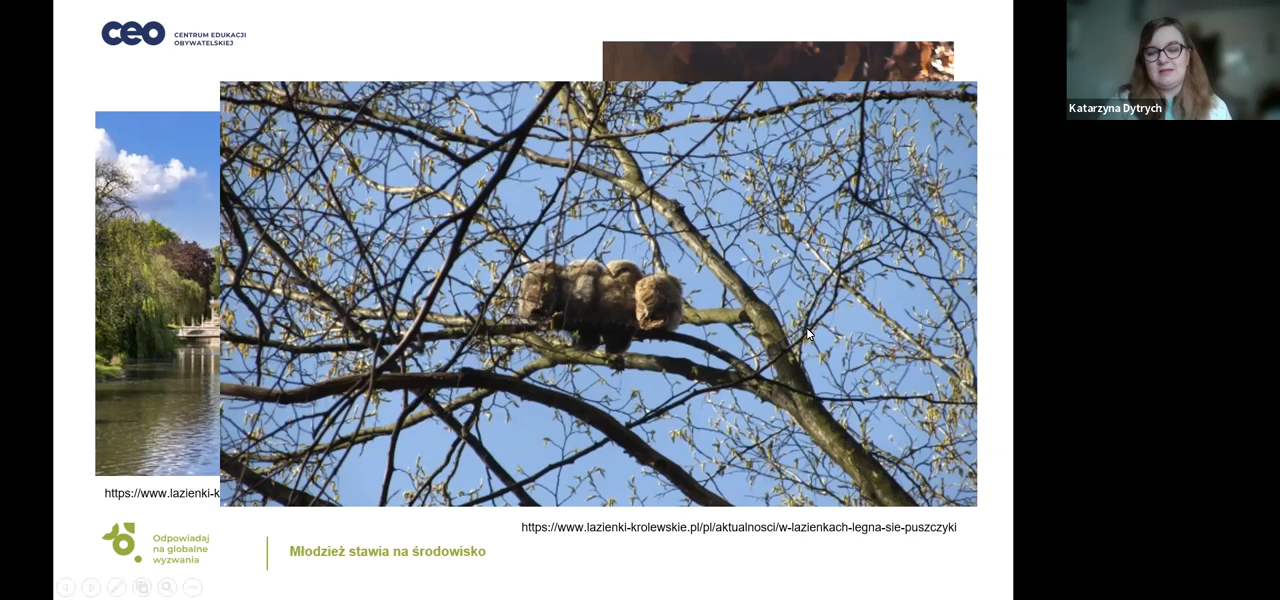 ceo
CENTRUM EDUKACJI
OBYWATELSKIEJ
Katarzyna Dytrych
https://www.lazienki-k
https://www.lazienki-krolewskie.pl/pl/aktualnosci/w-lazienkach-legna-sie-puszczyki
Odpowiadaj
na globalne
wyzwania
Młodzież stawia na środowisko